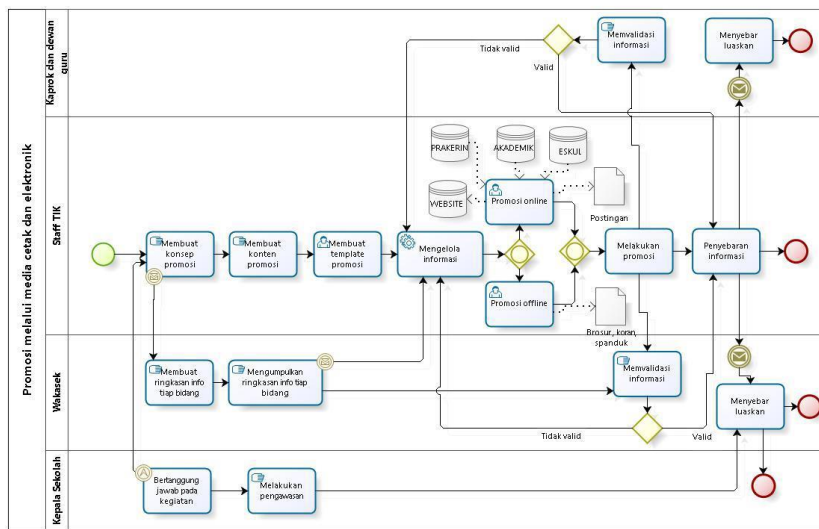 Promosi melalui media cetak dan elektronik
Kaprok dan dewan
guru
Tidak valid
Valid
Memvalidasi
informasi
Menyebar
luaskan
Staff TIK
PRAKERIN
AKADEMIK
ESKUL
WEBSITE
Promosi online
Postingan
Membuat
konsep
promosi
Membuat
konten
promosi
Membuat
template
promosi
Mengelola
informasi
Melakukan
promosi
Penyebaran
informasi
Promosi offline
Brosur, koran,
spanduk
Wakasek
Membuat
ringkasan info
tiap bidang
Mengumpulkan
ringkasan info tiap
bidang
Memvalidasi
informasi
Menyebar
luaskan
Tidak valid
Valid
Kepala Sekolah
A
Bertanggung
jawab pada
kegiatan
Melakukan
pengawasan